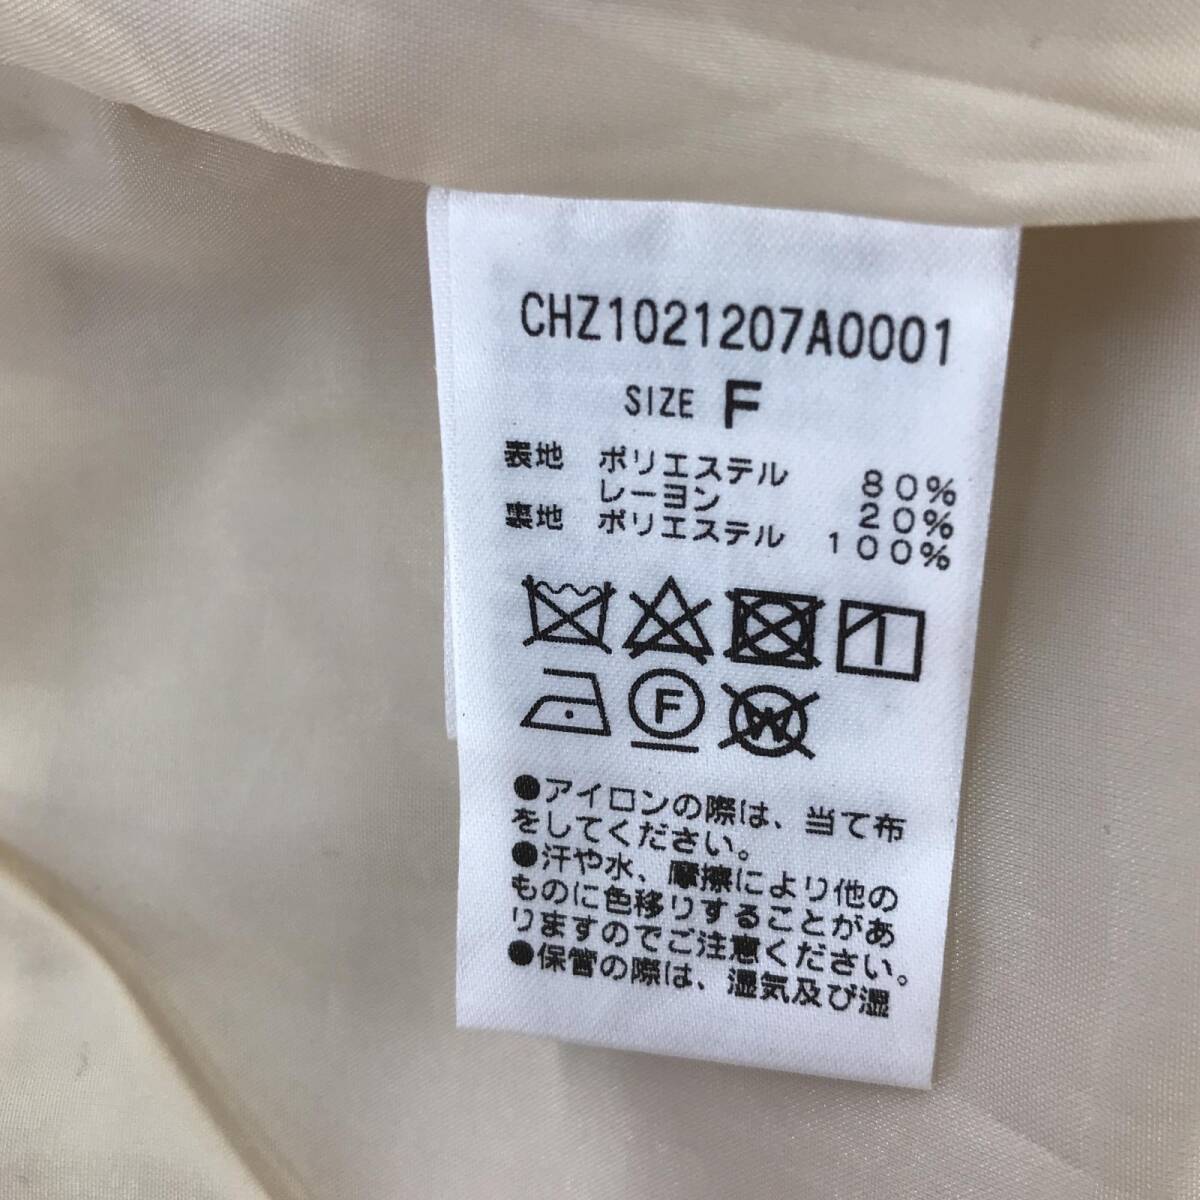 CHZ1021207A0001
SIZE F
表地 ポリエステル 80%
レーヨン 20%
裏地 ポリエステル 100%
F
W
●アイロンの際は、当て布
をしてください。
●汗や水、摩擦により他の
ものに色移りすることがあ
りますのでご注意ください。
●保管の際は、湿気及び湿